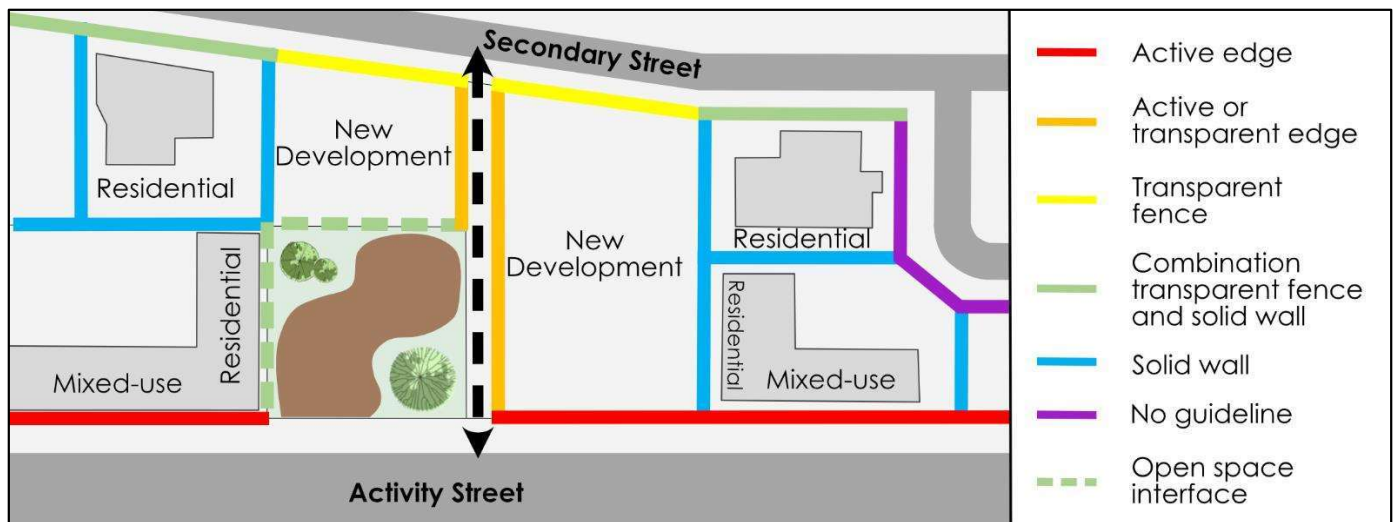 Secondary Street
New
Development
Residential
New
Development
Residential
Residential
Mixed-use
Residential
Mixed-use
Activity Street
Active edge
Active or
transparent edge
Transparent
fence
Combination
transparent fence
and solid wall
Solid wall
No guideline
Open space
interface